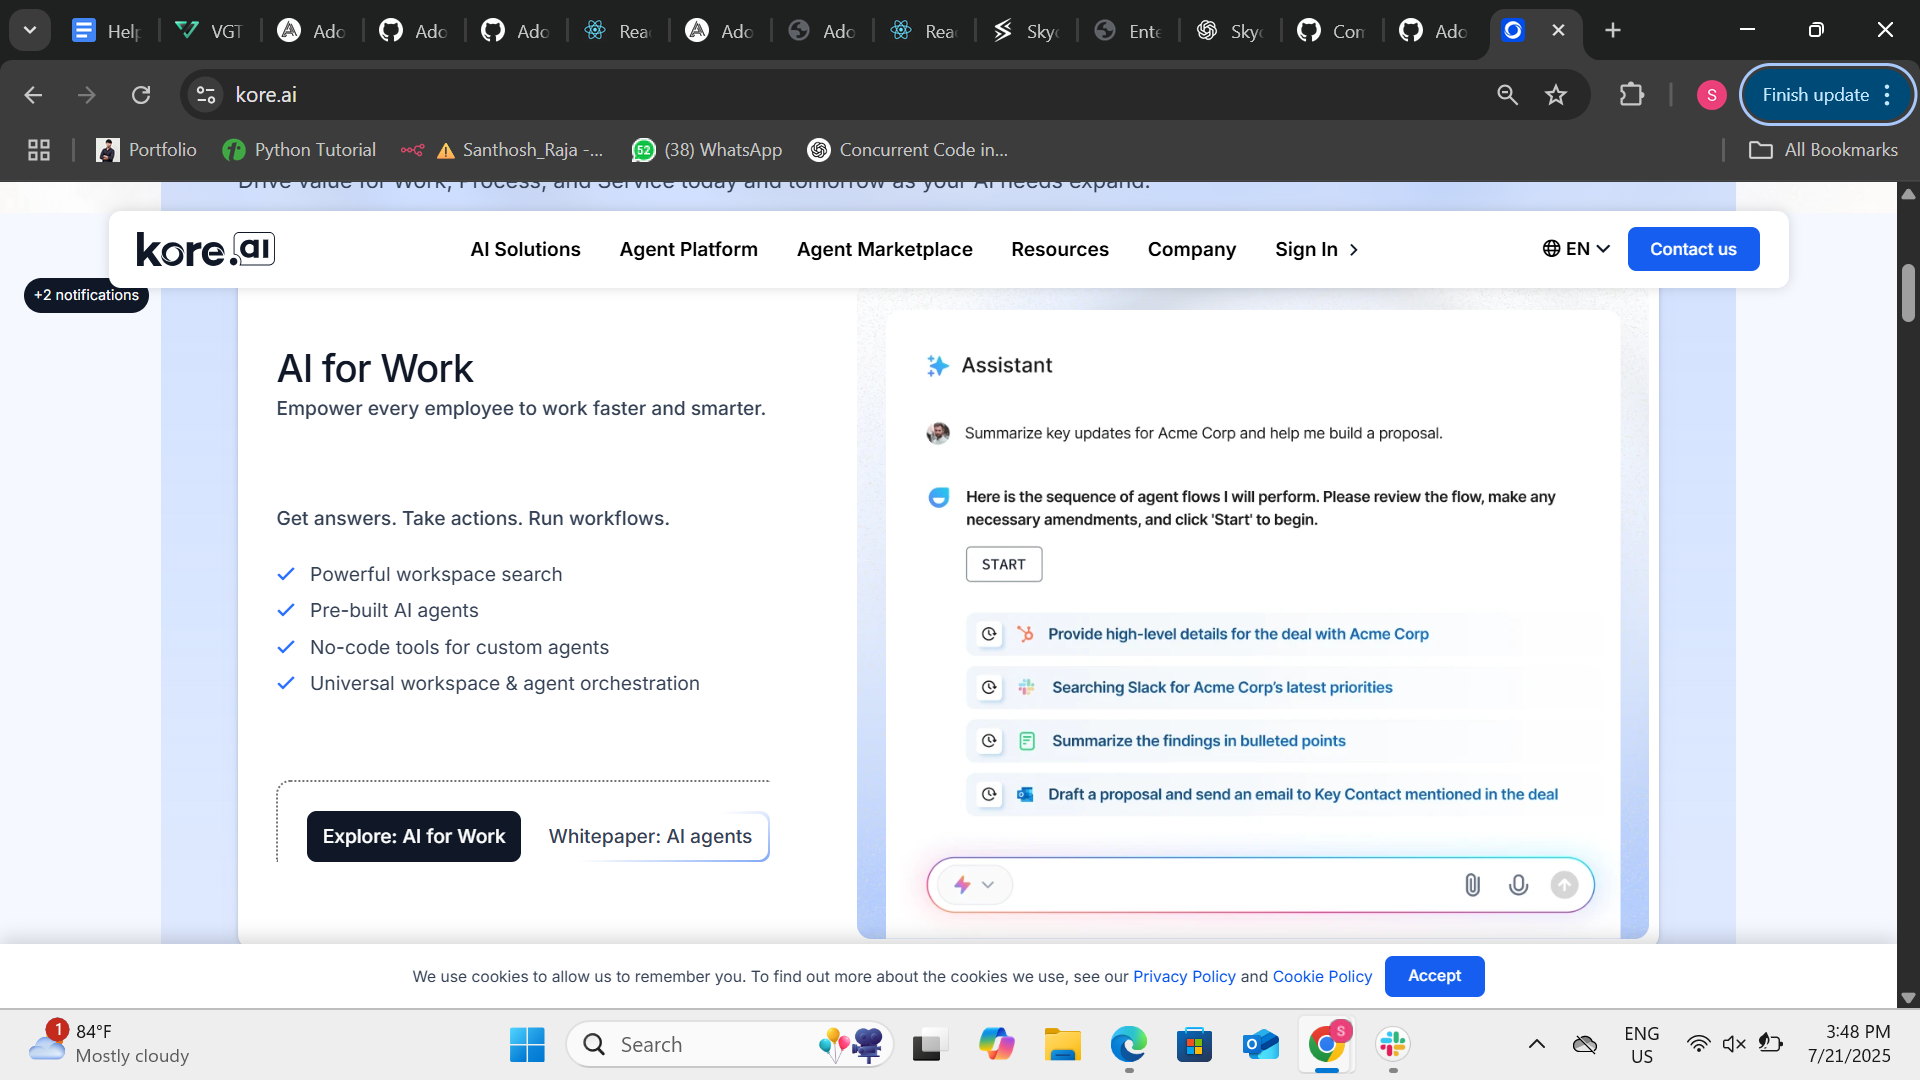 Help
VGT
Ado
Ado
Ado
Rea
Ado
Ado
Rea
Sky
Ente
Sky
Com
Ado
kore.ai
S
Finish update
Portfolio
Python Tutorial
Santhosh_Raja -...
52
(38) WhatsApp
Concurrent Code in...
All Bookmarks
Drive value for Work, Process, and Service today and tomorrow as your AI needs expand.
kore.ai
AI Solutions
Agent Platform
Agent Marketplace
Resources
Company
Sign In
EN
Contact us
+2 notifications
AI for Work
Empower every employee to work faster and smarter.
Get answers. Take actions. Run workflows.
Powerful workspace search
Pre-built AI agents
No-code tools for custom agents
Universal workspace & agent orchestration
Explore: AI for Work
Whitepaper: AI agents
Assistant
Summarize key updates for Acme Corp and help me build a proposal.
Here is the sequence of agent flows I will perform. Please review the flow, make any
necessary amendments, and click 'Start' to begin.
START
Provide high-level details for the deal with Acme Corp
Searching Slack for Acme Corp's latest priorities
Summarize the findings in bulleted points
Draft a proposal and send an email to Key Contact mentioned in the deal
We use cookies to allow us to remember you. To find out more about the cookies we use, see our Privacy Policy and Cookie Policy
Accept
1
84°F
Mostly cloudy
Search
S
ENG
US
3:48 PM
7/21/2025